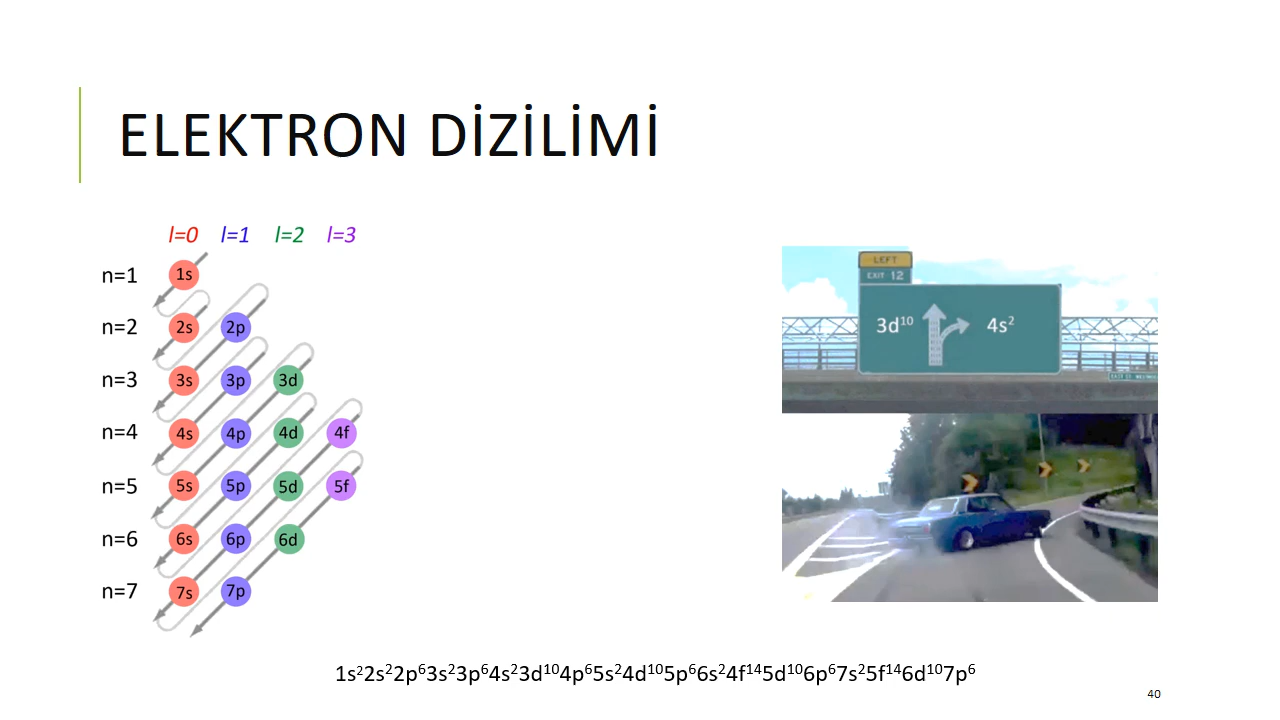 ELEKTRON DİZİLİMİ
l=0 l=1 l=2 l=3
n=1 1s
n=2 2s 2p
n=3 3s 3p 3d
n=4 4s 4p 4d 4f
n=5 5s 5p 5d 5f
n=6 6s 6p 6d
n=7 7s 7p
LEFT
EXIT 12
3d¹⁰ 4s²
1s²2s²2p⁶3s²3p⁶4s²3d¹⁰4p⁶5s²4d¹⁰5p⁶6s²4f¹⁴5d¹⁰6p⁶7s²5f¹⁴6d¹⁰7p⁶
40